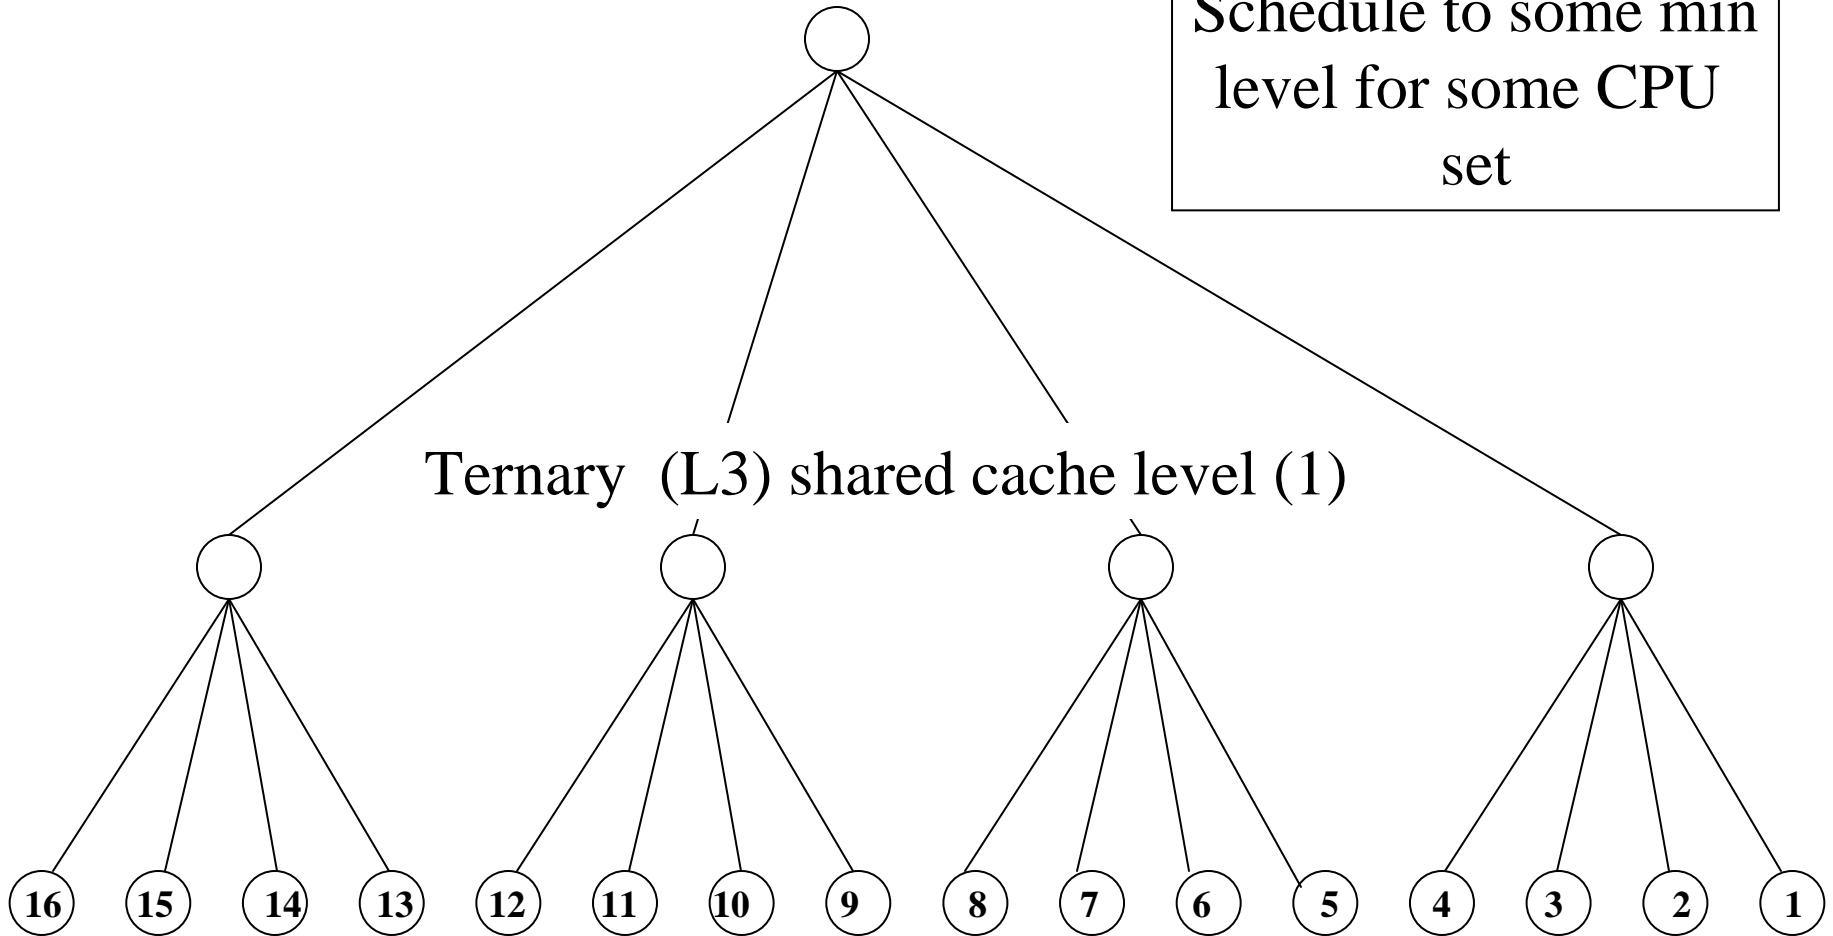 Schedule to some min
level for some CPU
set
Ternary (L3) shared cache level (1)
16 15 14 13 12 11 10 9 8 7 6 5 4 3 2 1